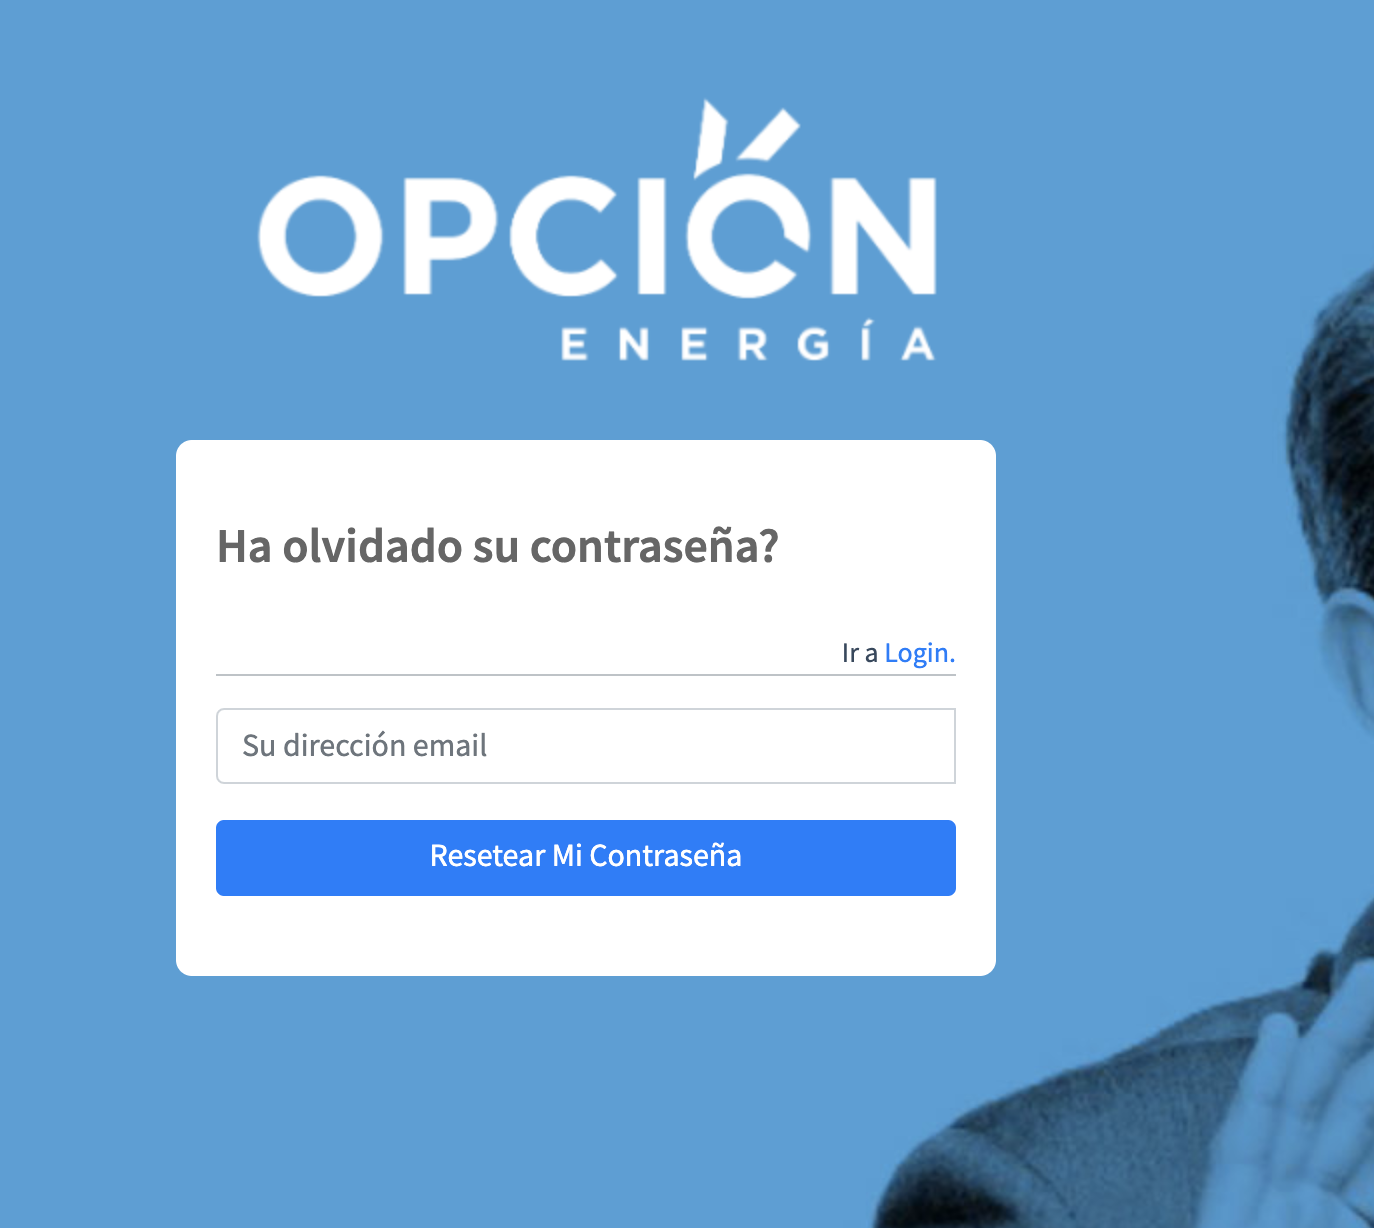 OPCIÓN
ENERGÍA
Ha olvidado su contraseña?
Ir a Login.
Su dirección email
Resetear Mi Contraseña